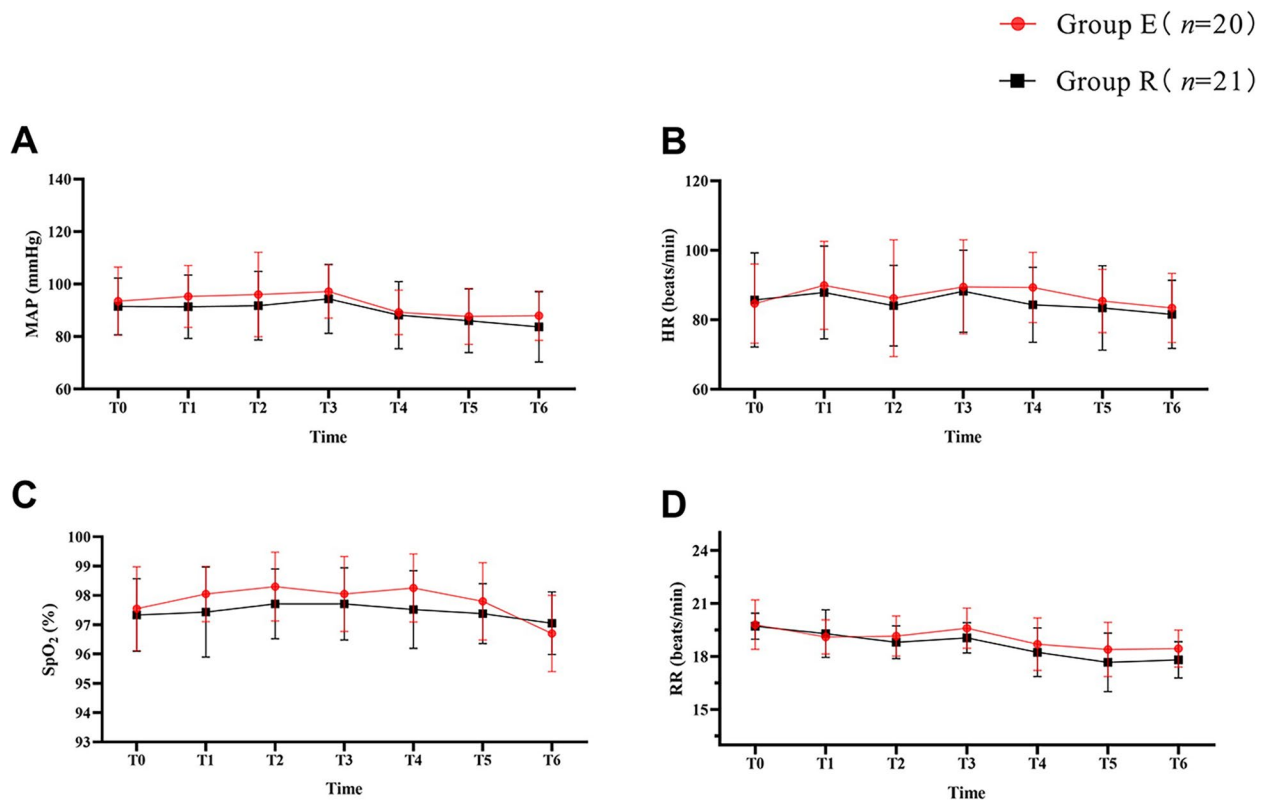 Group E( n=20)
Group R( n=21)
A
MAP (mmHg)
140
120
100
80
60
T0 T1 T2 T3 T4 T5 T6
Time
B
HR (beats/min)
120
100
80
60
T0 T1 T2 T3 T4 T5 T6
Time
C
SpO₂ (%)
100
99
98
97
96
95
94
93
T0 T1 T2 T3 T4 T5 T6
Time
D
RR (beats/min)
24
21
18
15
T0 T1 T2 T3 T4 T5 T6
Time